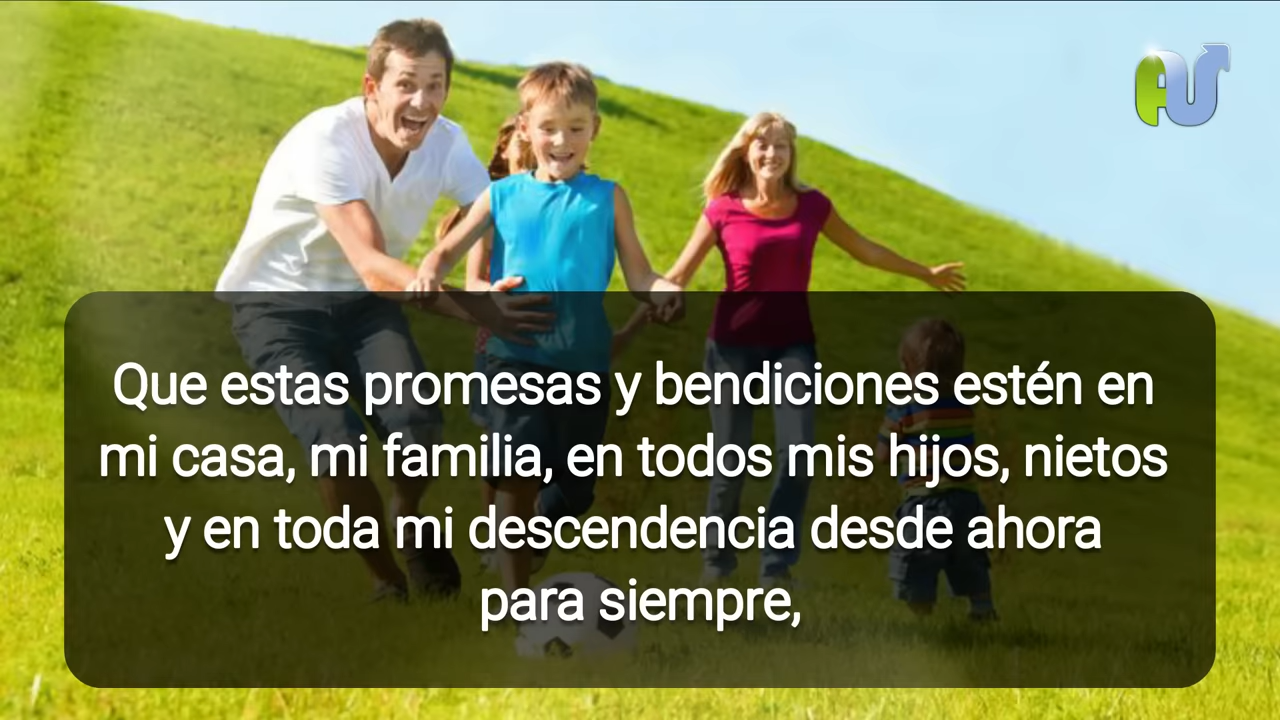 AU
Que estas promesas y bendiciones estén en
mi casa, mi familia, en todos mis hijos, nietos
y en toda mi descendencia desde ahora
para siempre,